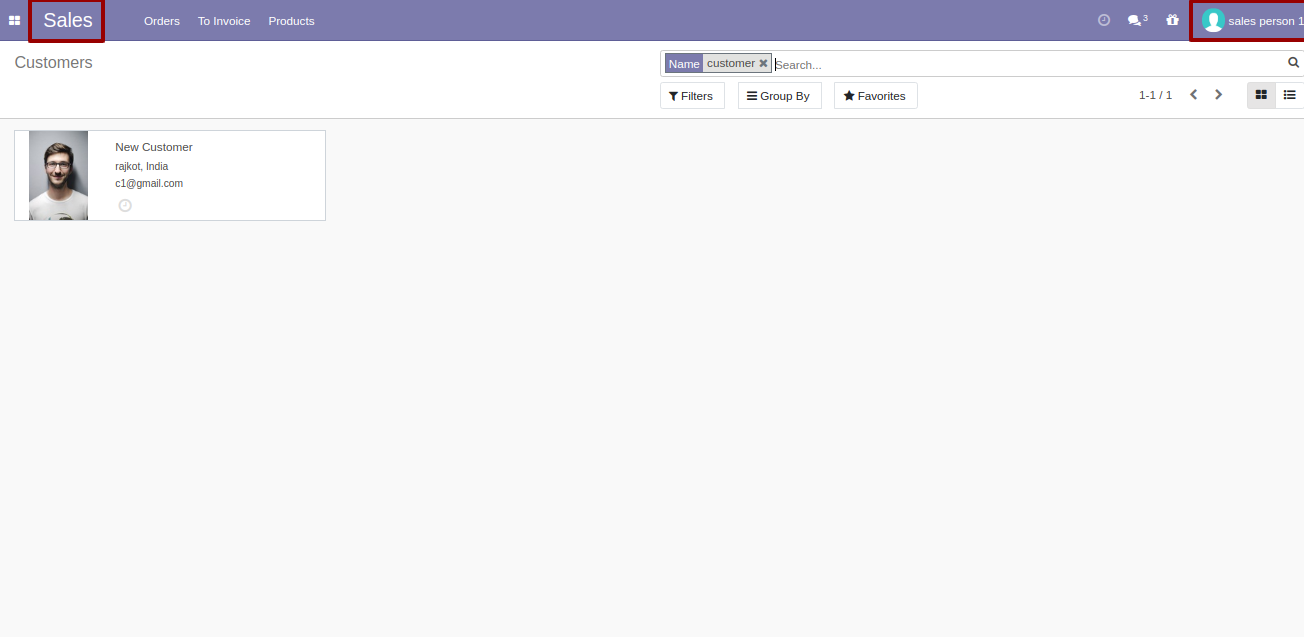 Sales Orders To Invoice Products 3 sales person 1
Customers
Name customer Search...
Filters Group By Favorites 1-1 / 1
New Customer
rajkot, India
c1@gmail.com